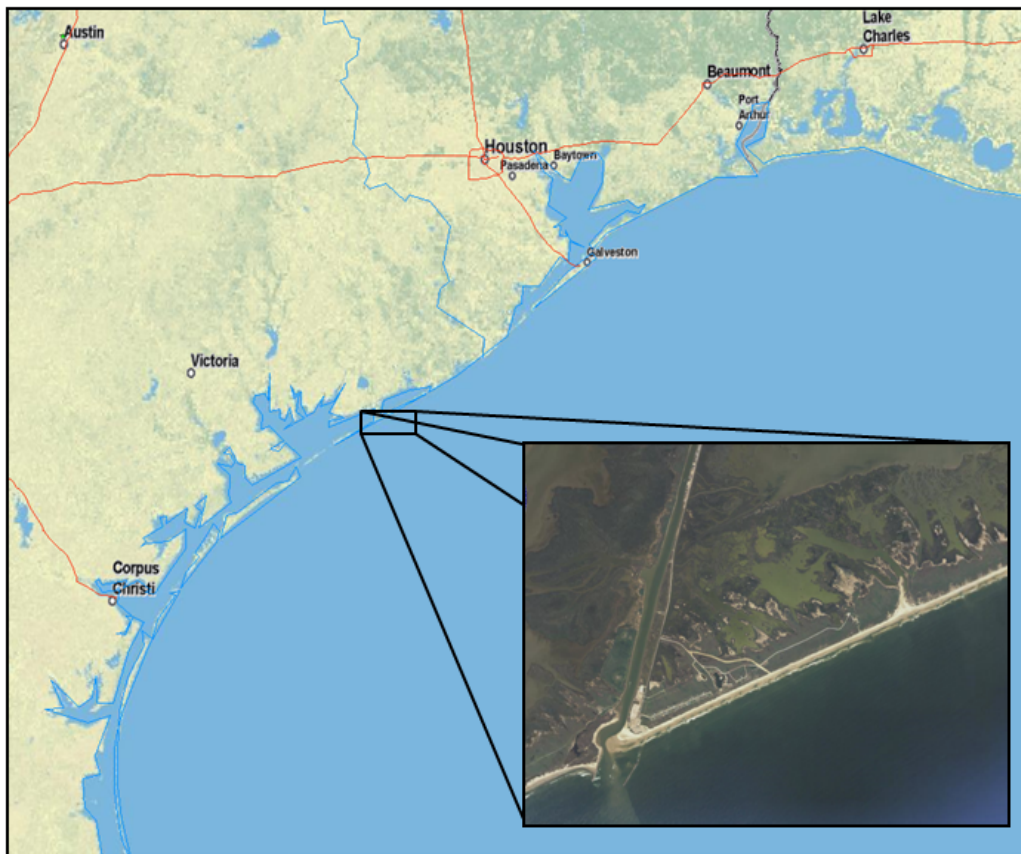 Austin
Lake
Charles
Beaumont
Port
Arthur
Houston
Pasadena
Baytown
Galveston
Victoria
Corpus
Christi